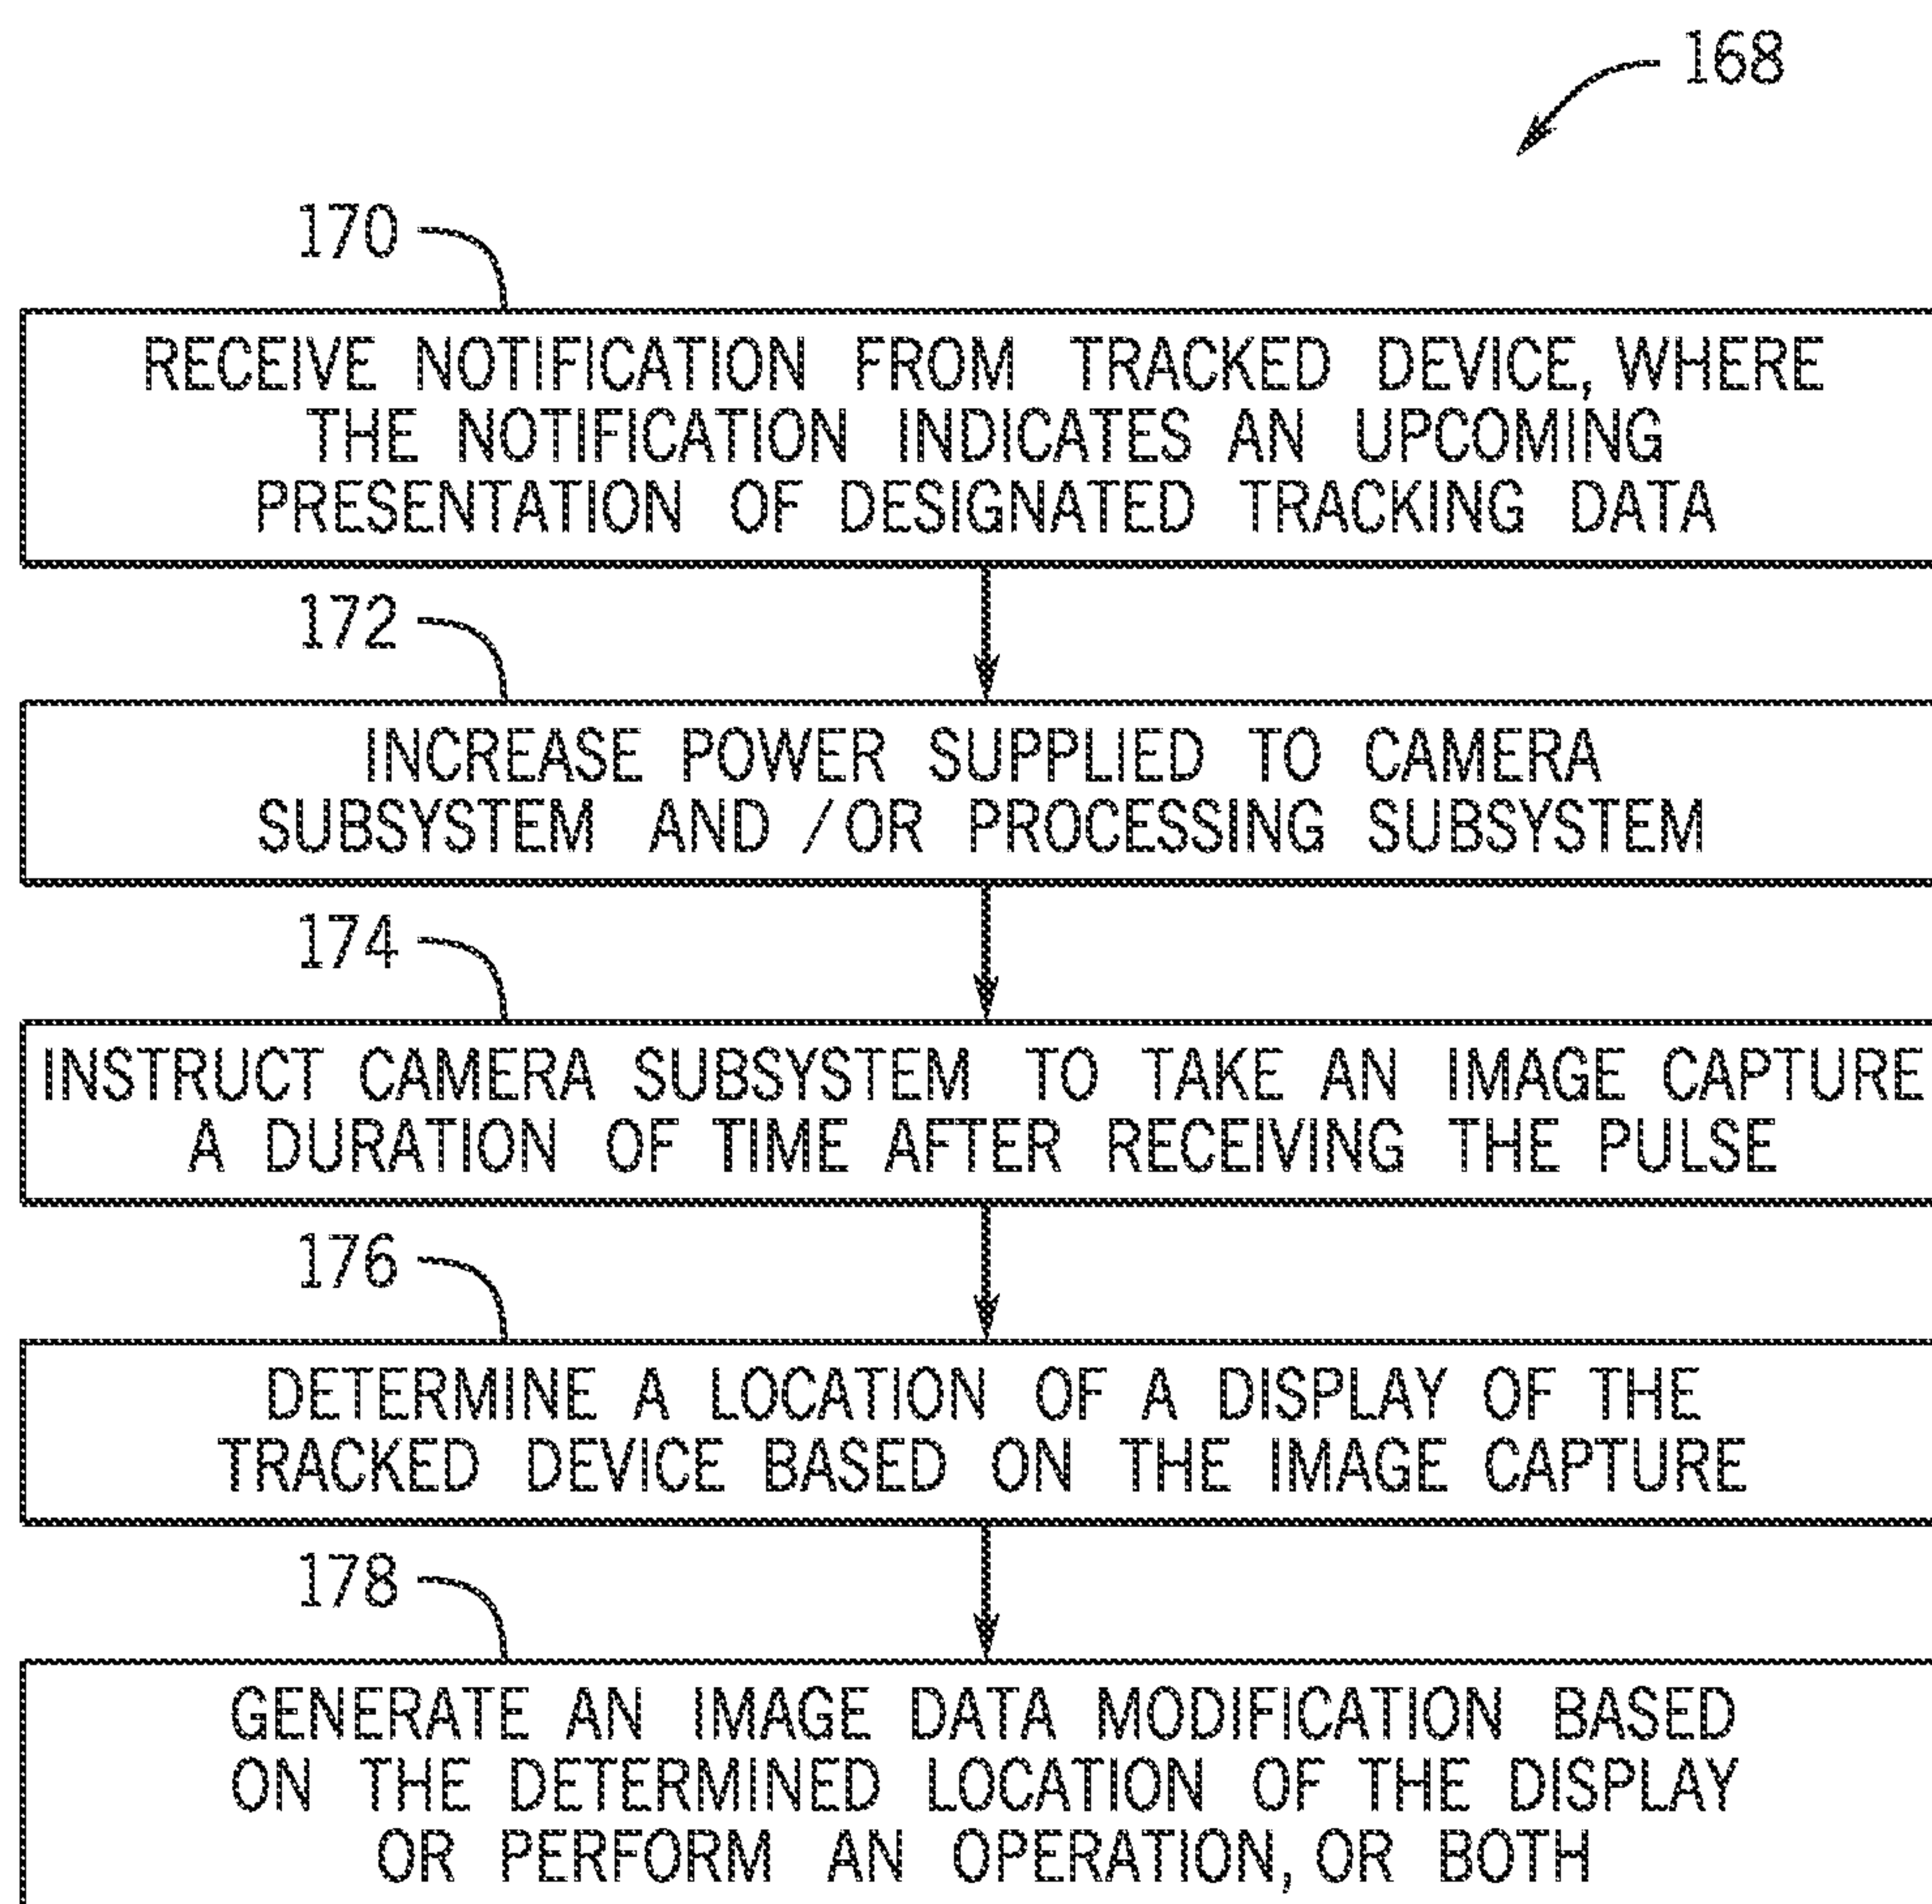 168
170
RECEIVE NOTIFICATION FROM TRACKED DEVICE, WHERE
THE NOTIFICATION INDICATES AN UPCOMING
PRESENTATION OF DESIGNATED TRACKING DATA
172
INCREASE POWER SUPPLIED TO CAMERA
SUBSYSTEM AND /OR PROCESSING SUBSYSTEM
174
INSTRUCT CAMERA SUBSYSTEM TO TAKE AN IMAGE CAPTURE
A DURATION OF TIME AFTER RECEIVING THE PULSE
176
DETERMINE A LOCATION OF A DISPLAY OF THE
TRACKED DEVICE BASED ON THE IMAGE CAPTURE
178
GENERATE AN IMAGE DATA MODIFICATION BASED
ON THE DETERMINED LOCATION OF THE DISPLAY
OR PERFORM AN OPERATION, OR BOTH